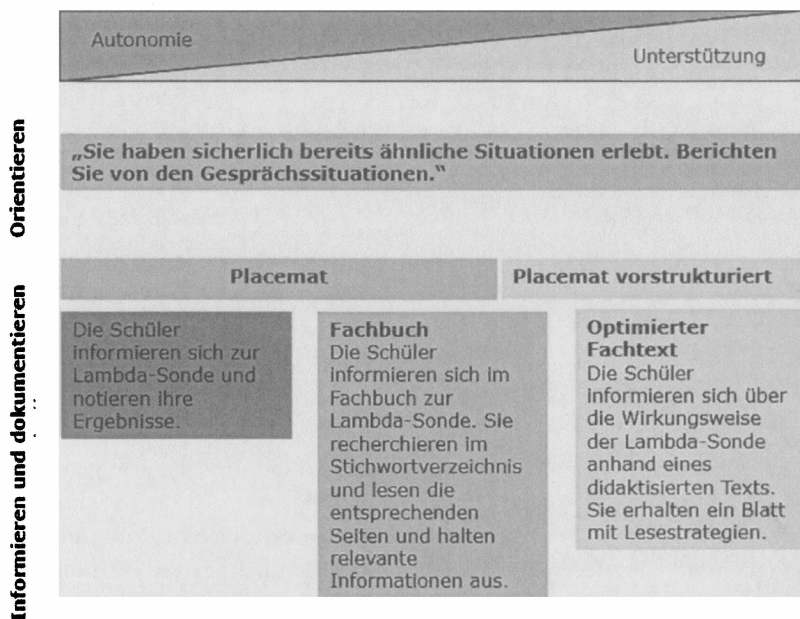 Autonomie
Unterstützung
Orientieren
„Sie haben sicherlich bereits ähnliche Situationen erlebt. Berichten
Sie von den Gesprächssituationen.“
Informieren und dokumentieren
Placemat
Placemat vorstrukturiert
Die Schüler
informieren sich zur
Lambda-Sonde und
notieren ihre
Ergebnisse.
Fachbuch
Die Schüler
informieren sich im
Fachbuch zur
Lambda-Sonde. Sie
recherchieren im
Stichwortverzeichnis
und lesen die
entsprechenden
Seiten und halten
relevante
Informationen aus.
Optimierter
Fachtext
Die Schüler
informieren sich über
die Wirkungsweise
der Lambda-Sonde
anhand eines
didaktisierten Texts.
Sie erhalten ein Blatt
mit Lesestrategien.